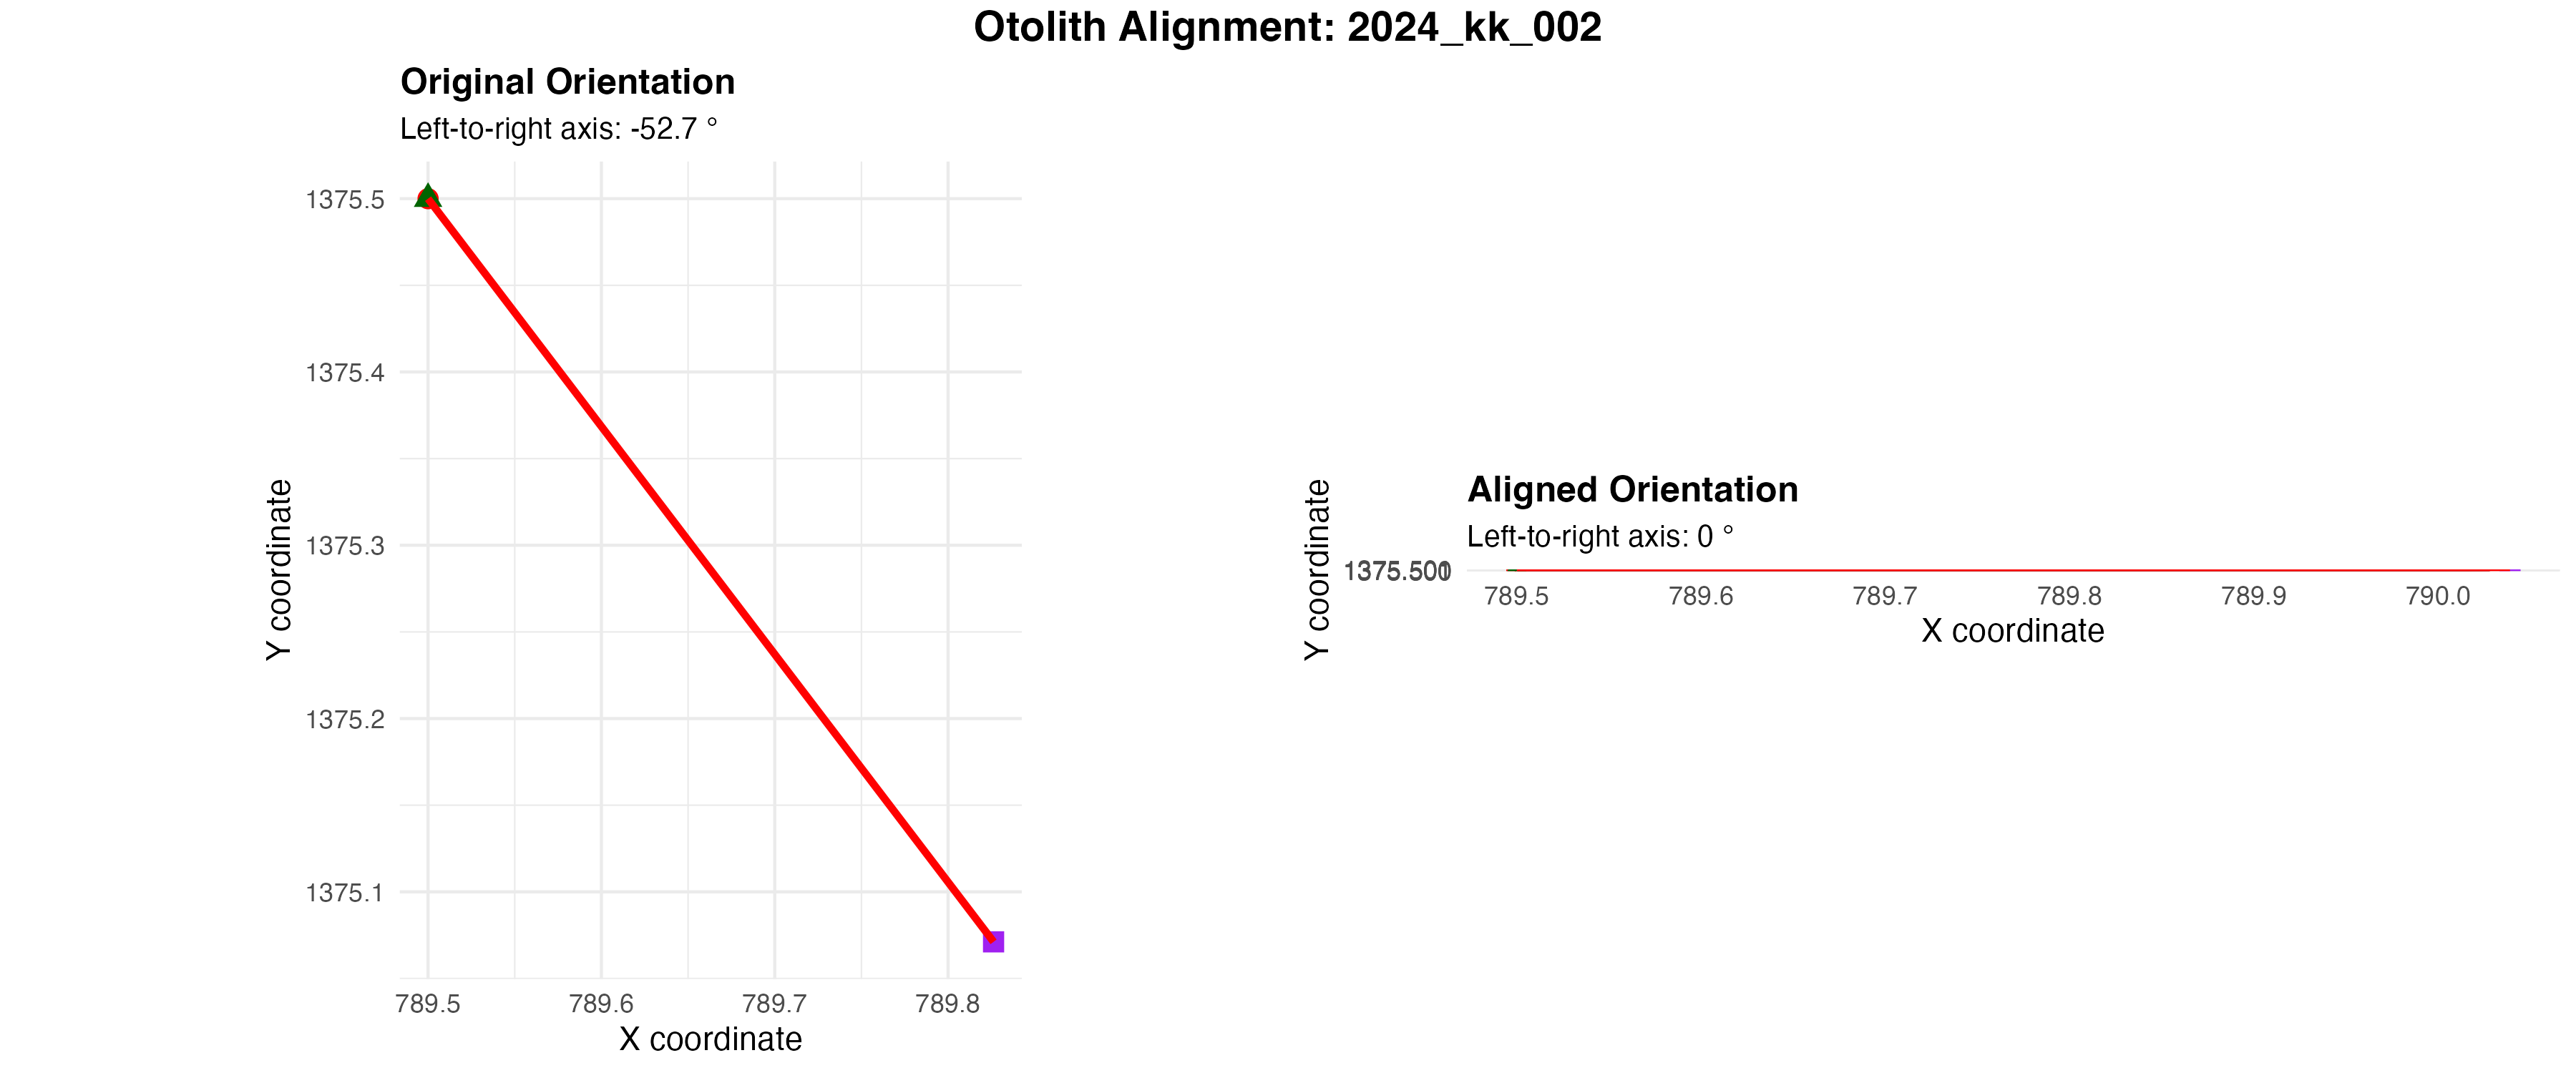 Otolith Alignment: 2024_kk_002
Original Orientation
Left-to-right axis: -52.7 °
Y coordinate
1375.5
1375.4
1375.3
1375.2
1375.1
789.5 789.6 789.7 789.8
X coordinate
Aligned Orientation
Left-to-right axis: 0 °
Y coordinate
789.5 789.6 789.7 789.8 789.9 790.0
X coordinate